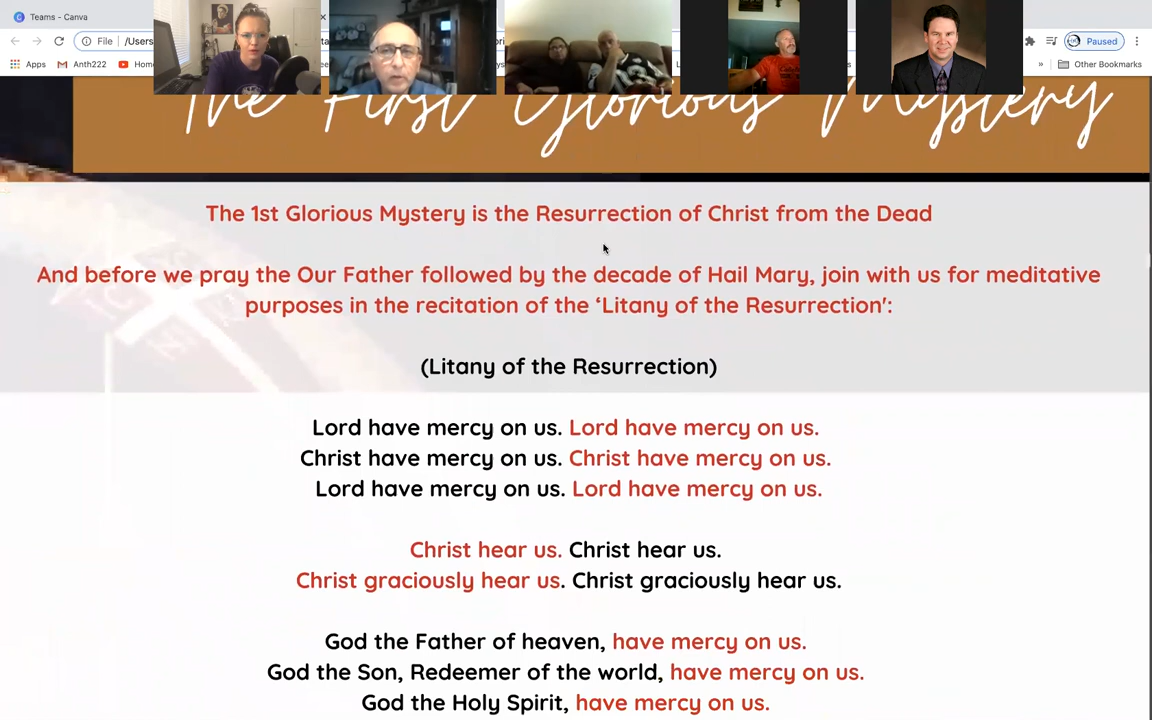 Teams - Canva
File
/Users
Paused
Apps
Anth222
Home
»
Other Bookmarks
The First Glorious Mystery
The 1st Glorious Mystery is the Resurrection of Christ from the Dead
And before we pray the Our Father followed by the decade of Hail Mary, join with us for meditative
purposes in the recitation of the ‘Litany of the Resurrection':
(Litany of the Resurrection)
Lord have mercy on us. Lord have mercy on us.
Christ have mercy on us. Christ have mercy on us.
Lord have mercy on us. Lord have mercy on us.
Christ hear us. Christ hear us.
Christ graciously hear us. Christ graciously hear us.
God the Father of heaven, have mercy on us.
God the Son, Redeemer of the world, have mercy on us.
God the Holy Spirit, have mercy on us.